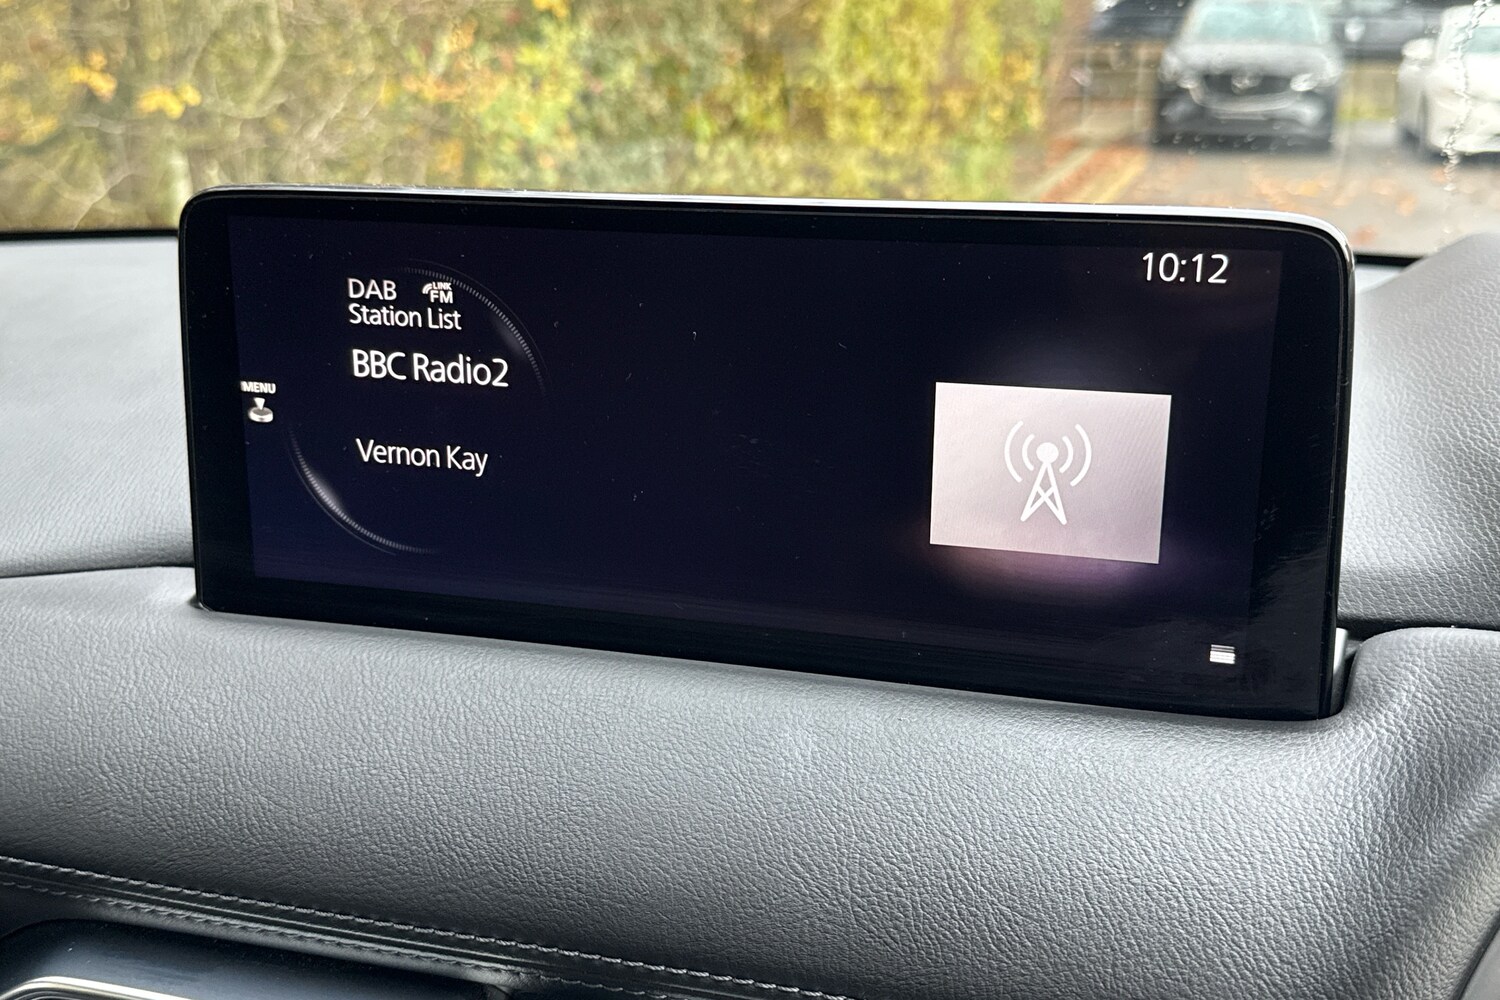 10:12
DAB LINK FM
Station List
BBC Radio2
MENU
Vernon Kay